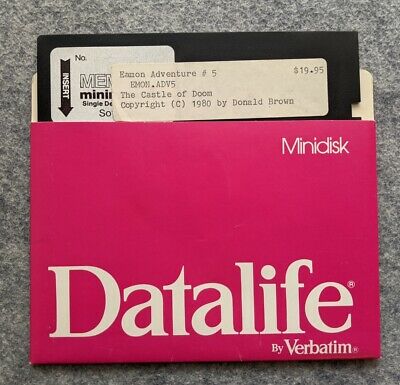 No.
INSERT
MEM
minid
Single De
So
Eamon Adventure # 5 $19.95
EMON.ADV5
The Castle of Doom
Copyright (C) 1980 by Donald Brown
Minidisk
Datalife®
By Verbatim®